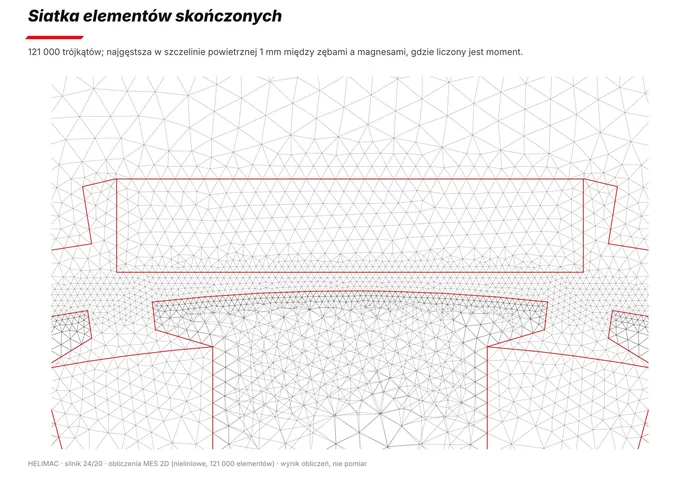 Siatka elementów skończonych
121 000 trójkątów; najgęstsza w szczelinie powietrznej 1 mm między zębami a magnesami, gdzie liczony jest moment.
HELIMAC · silnik 24/20 · obliczenia MES 2D (nieliniowe, 121 000 elementów) · wynik obliczeń, nie pomiar